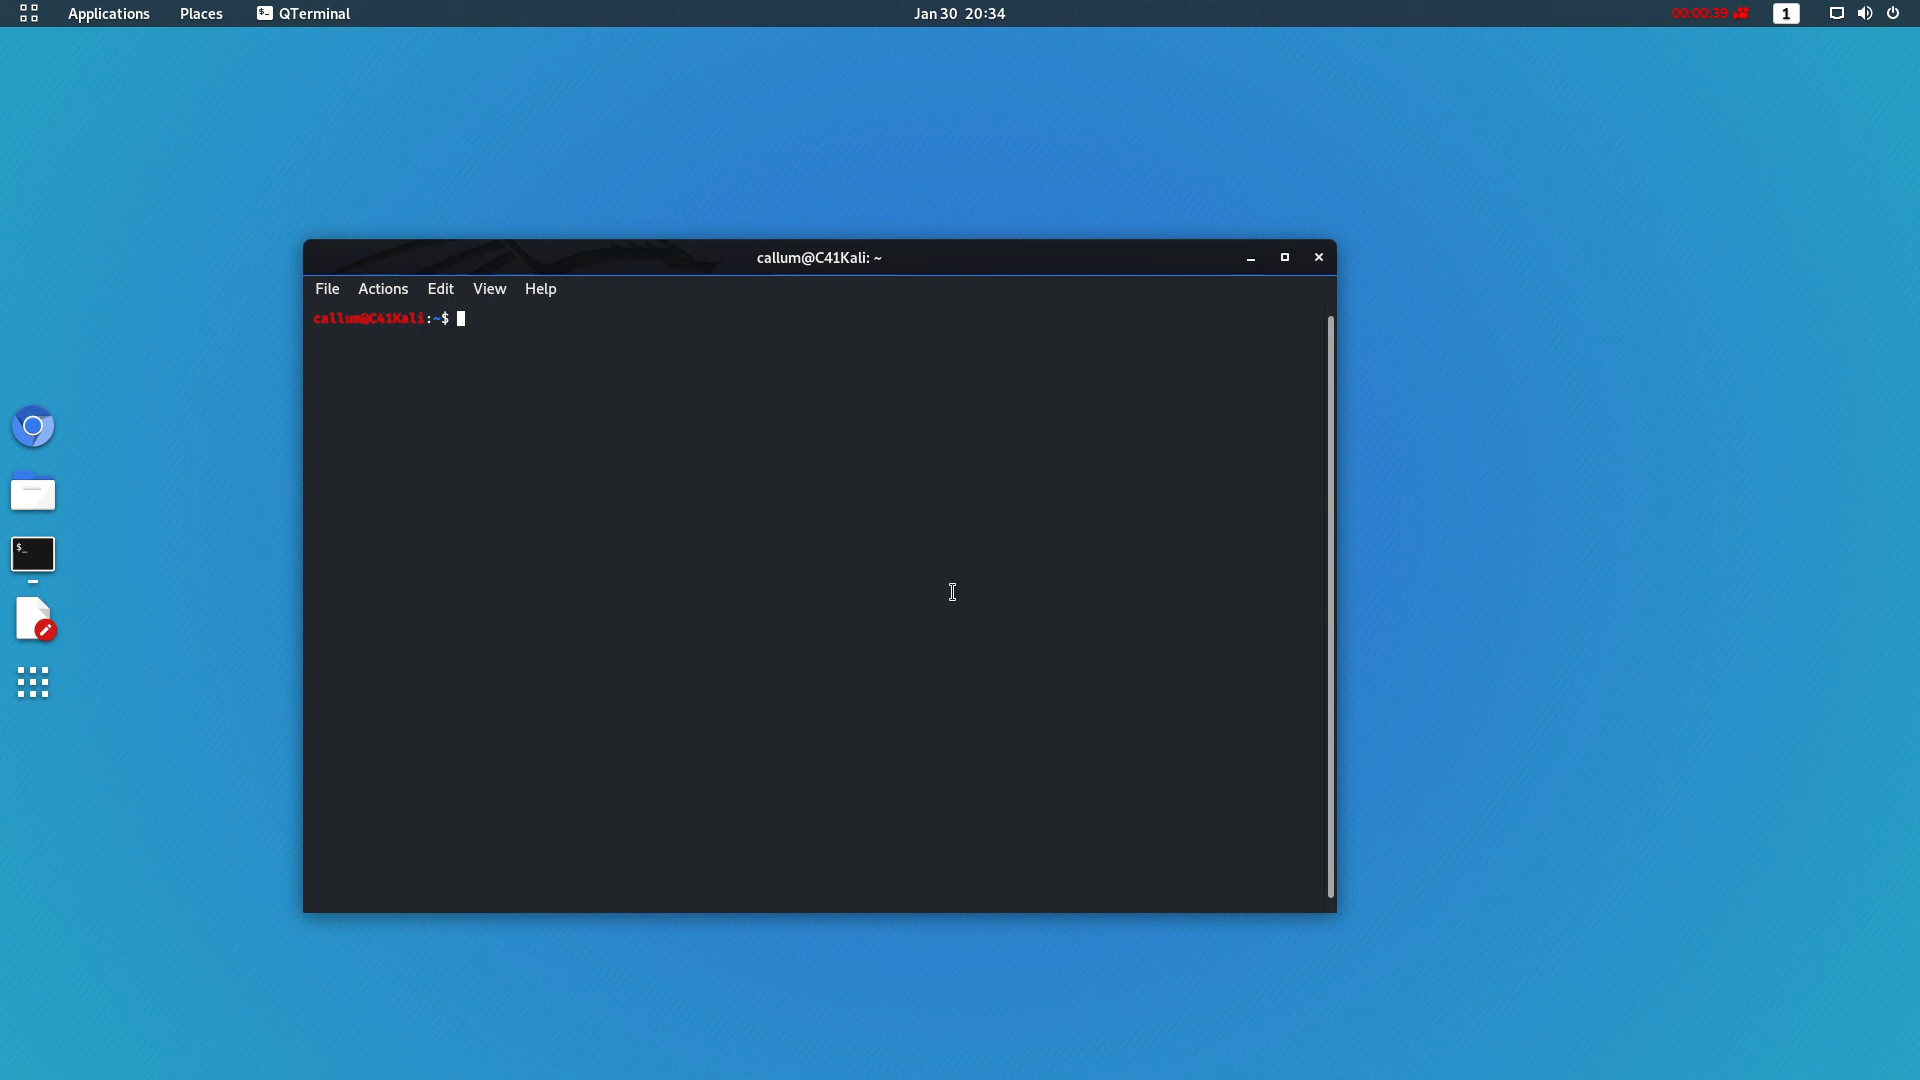 Applications Places QTerminal Jan 30 20:34 00:00:39 1
callum@C41Kali: ~
File Actions Edit View Help
callum@C41Kali:~$
$_